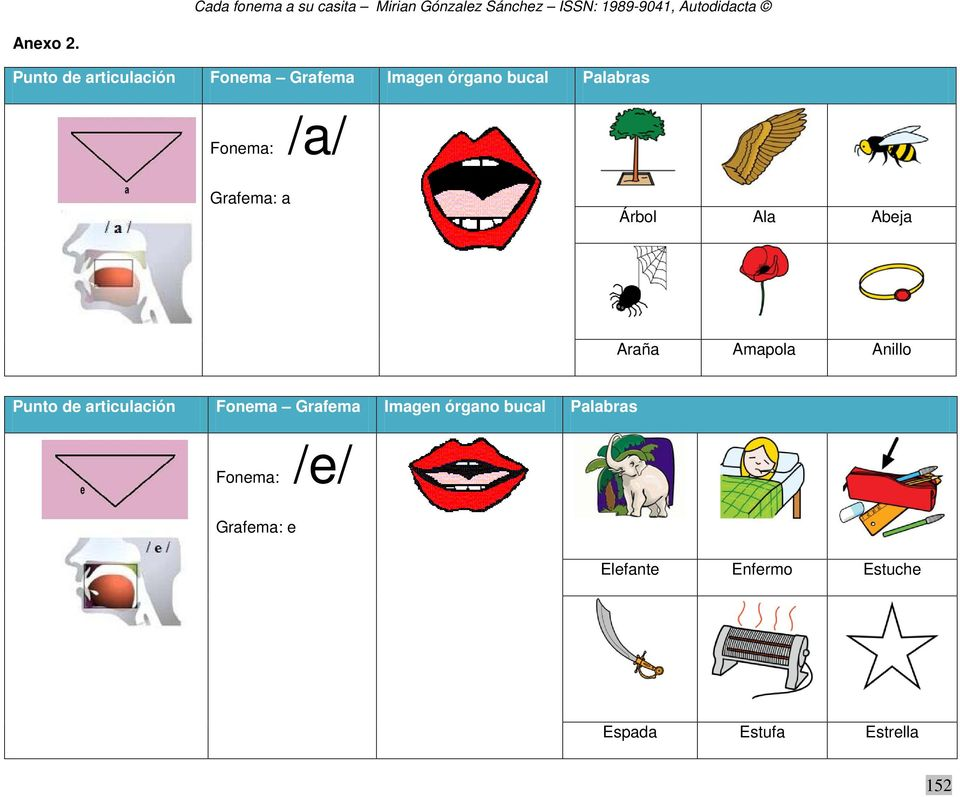 Cada fonema a su casita – Mirian Gónzalez Sánchez – ISSN: 1989-9041, Autodidacta ©
Anexo 2.
Punto de articulación Fonema – Grafema Imagen órgano bucal Palabras
a
/ a /
Fonema: /a/
Grafema: a
Árbol Ala Abeja
Araña Amapola Anillo
Punto de articulación Fonema – Grafema Imagen órgano bucal Palabras
e
/ e /
Fonema: /e/
Grafema: e
Elefante Enfermo Estuche
Espada Estufa Estrella
152